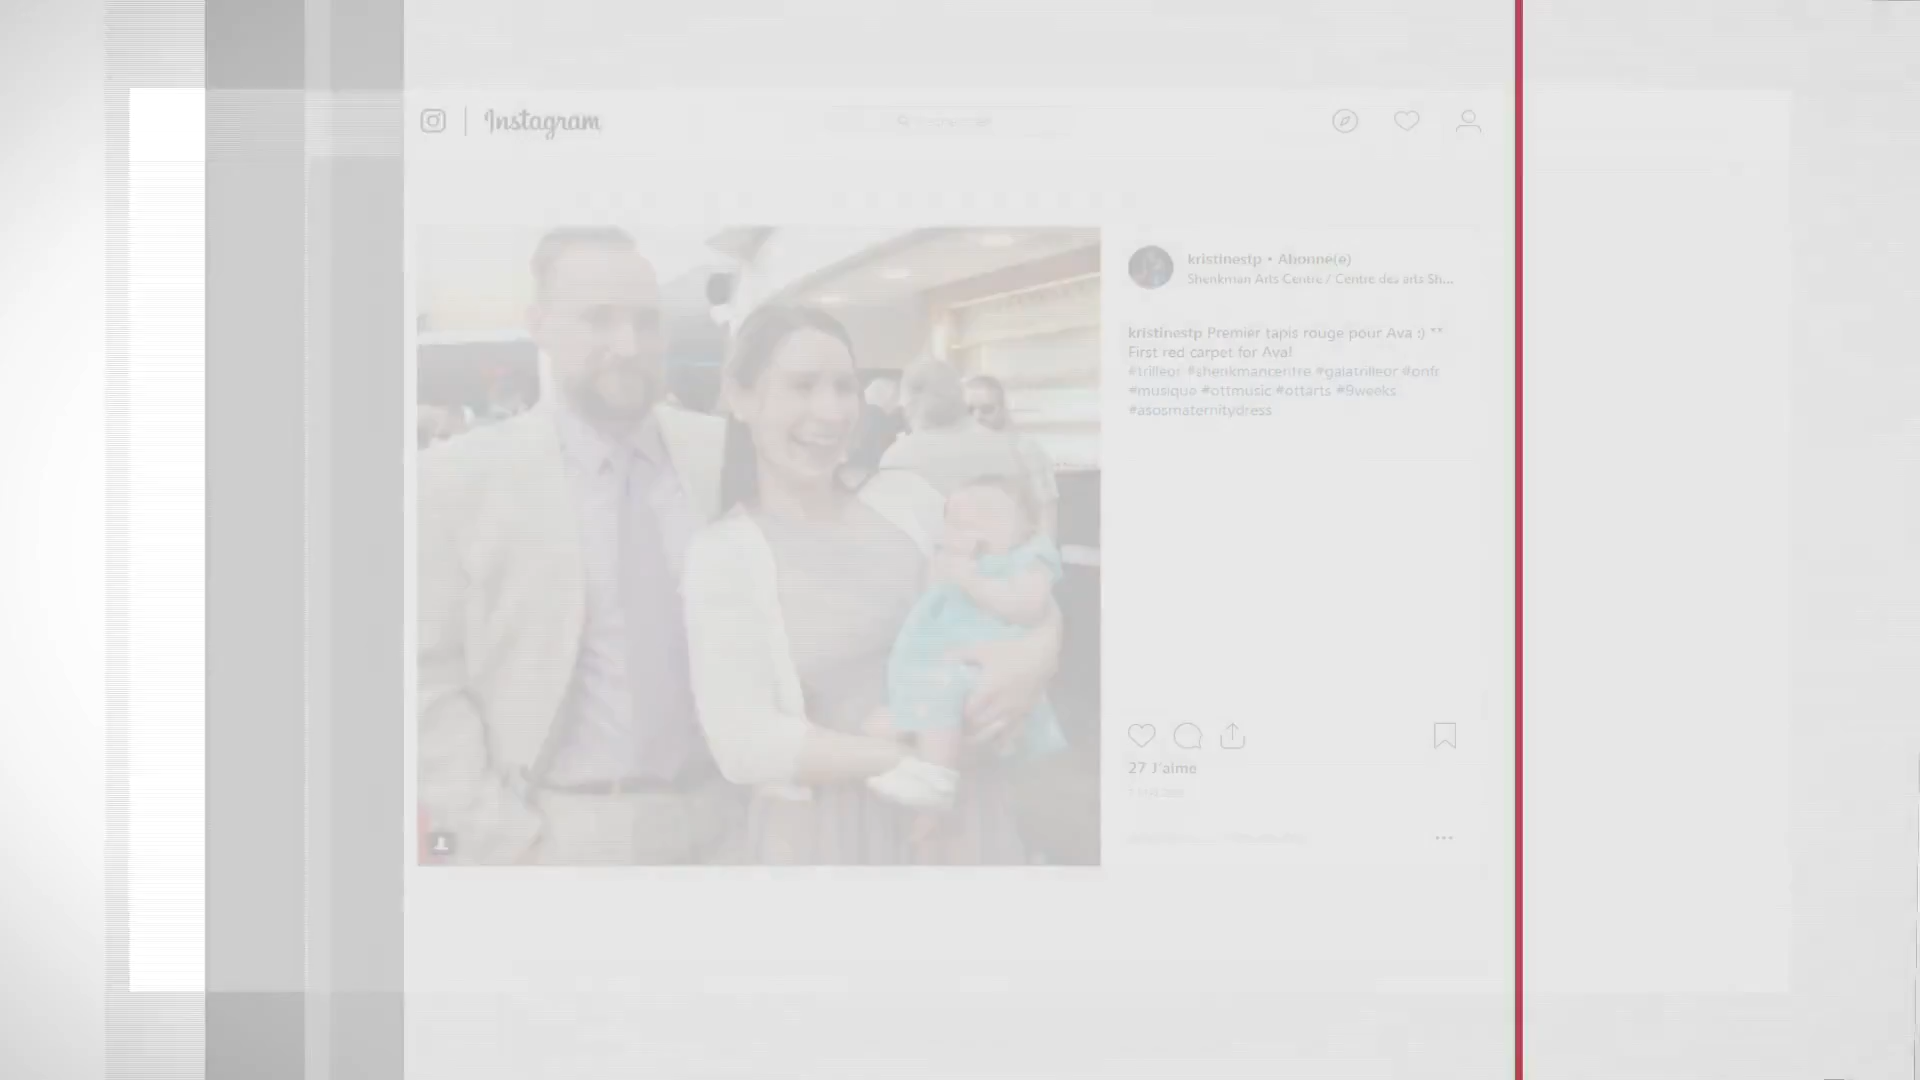 Instagram
kristinestp • Abonné(e)
Shenkman Arts Centre / Centre des arts Sh...
kristinestp Premier tapis rouge pour Ava :) **
First red carpet for Ava!
#trilleor #shenkmancentre #galatrilleor #onfr
#musique #ottmusic #ottarts #9weeks
#asosmaternitydress
27 J'aime